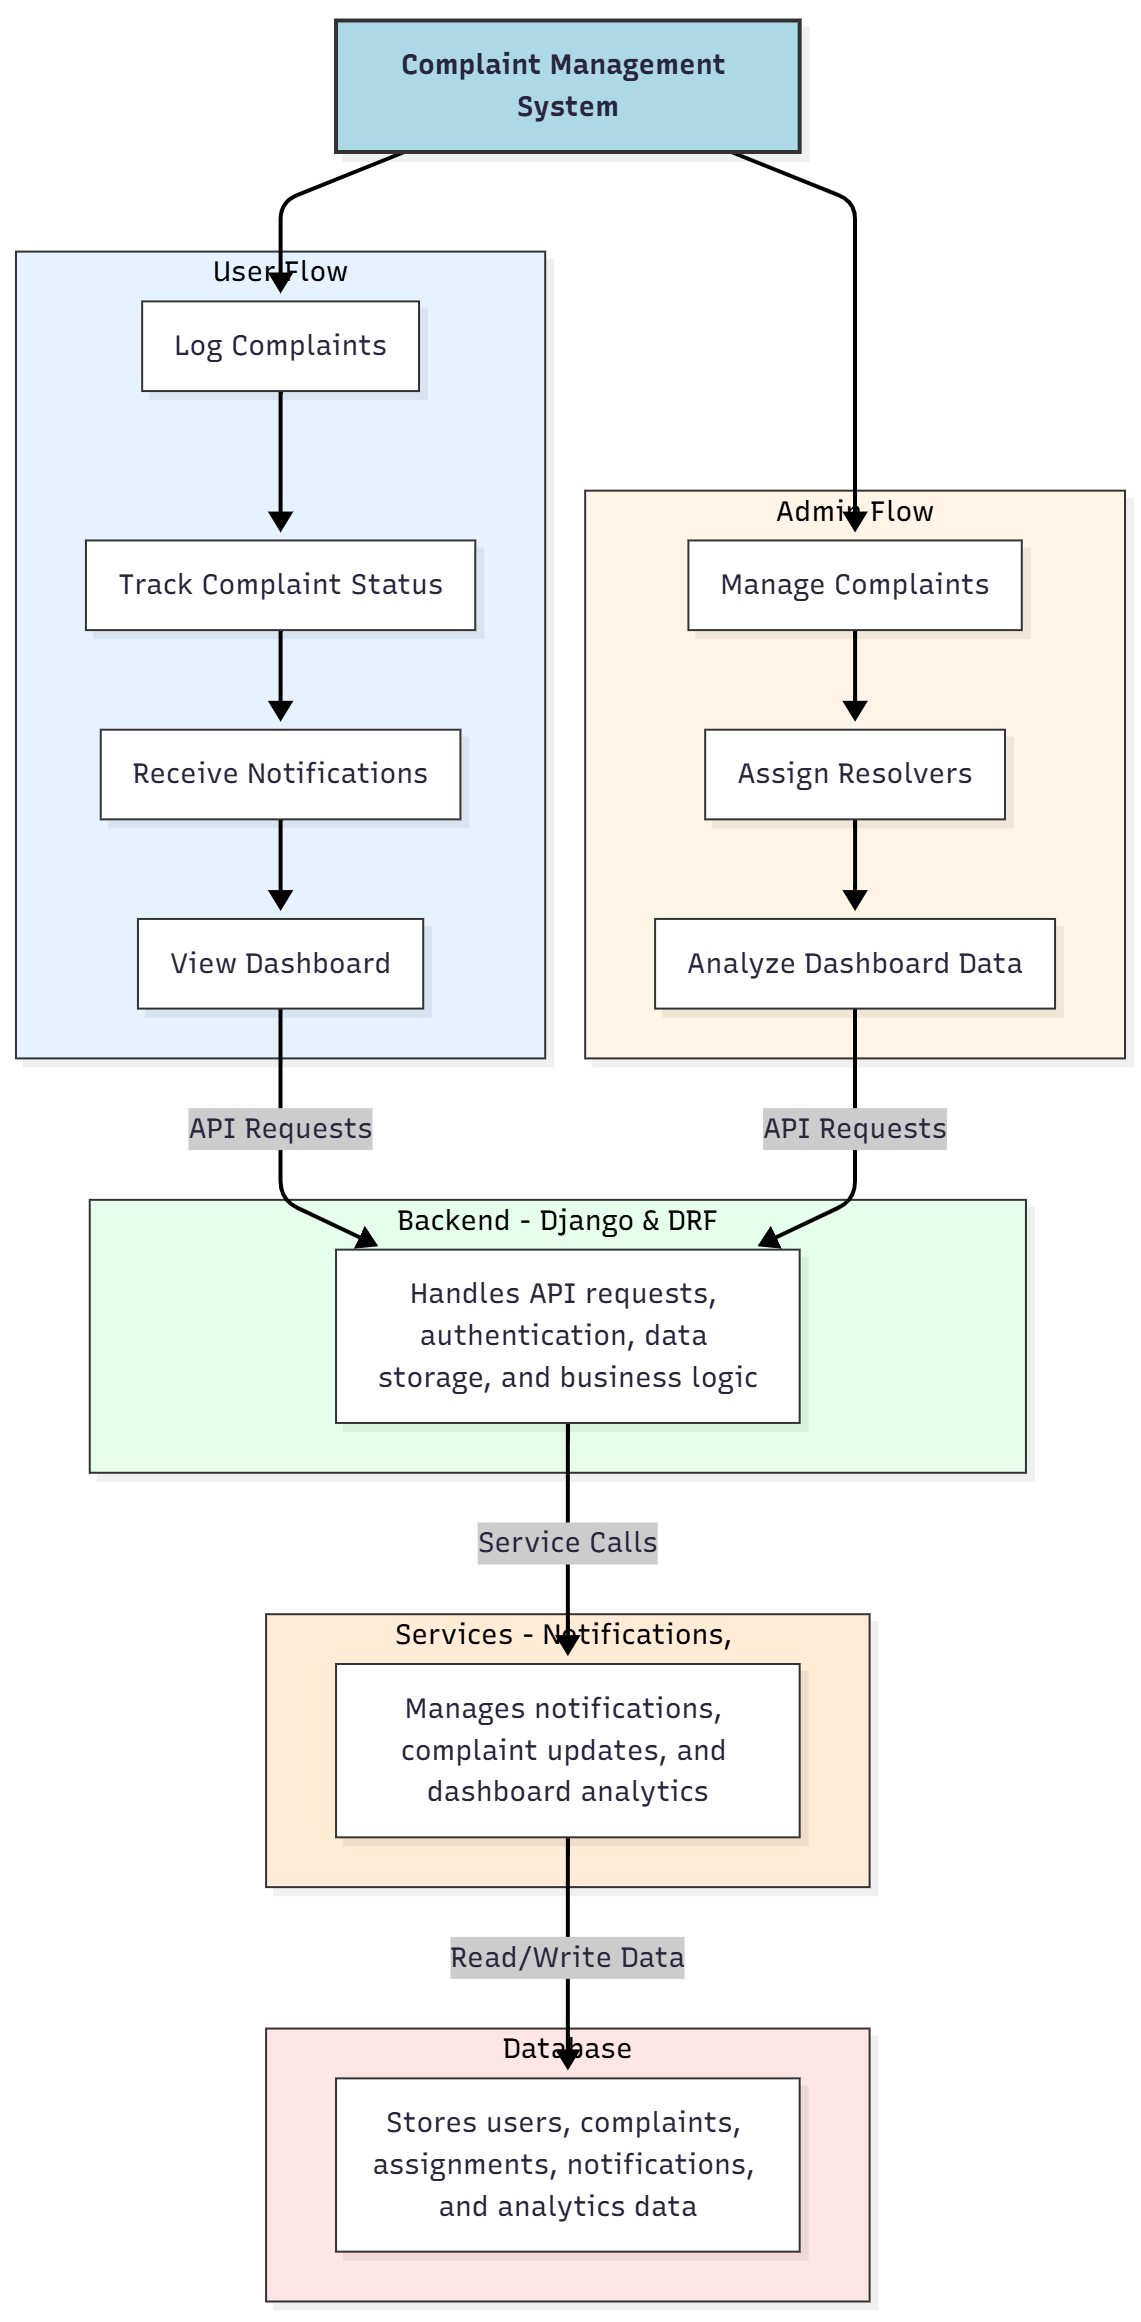 Complaint Management
System
User Flow
Log Complaints
Track Complaint Status
Receive Notifications
View Dashboard
Admin Flow
Manage Complaints
Assign Resolvers
Analyze Dashboard Data
API Requests
API Requests
Backend - Django & DRF
Handles API requests,
authentication, data
storage, and business logic
Service Calls
Services - Notifications,
Manages notifications,
complaint updates, and
dashboard analytics
Read/Write Data
Database
Stores users, complaints,
assignments, notifications,
and analytics data